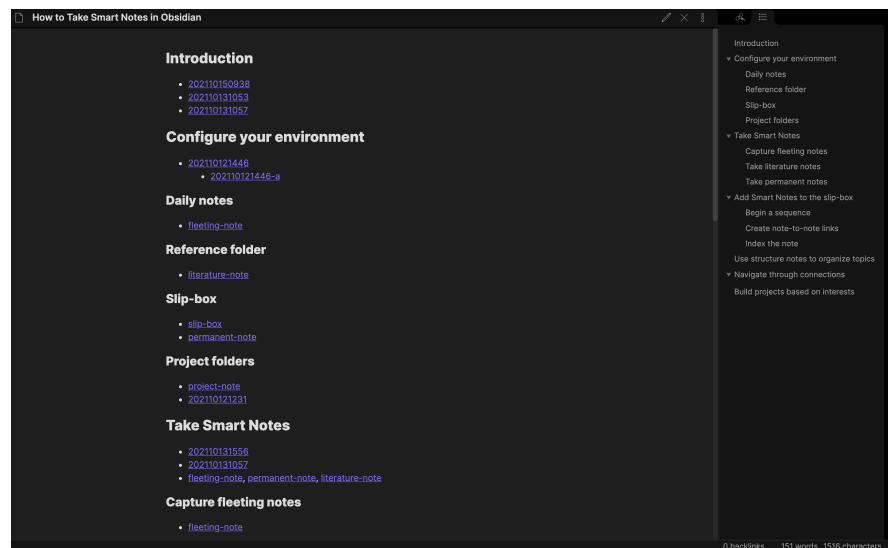 How to Take Smart Notes in Obsidian
Introduction
202110150938
202110131053
202110131057
Configure your environment
202110121446
202110121446-a
Daily notes
fleeting-note
Reference folder
literature-note
Slip-box
slip-box
permanent-note
Project folders
project-note
202110121231
Take Smart Notes
202110131556
202110131057
fleeting-note, permanent-note, literature-note
Capture fleeting notes
fleeting-note
Introduction
Configure your environment
Daily notes
Reference folder
Slip-box
Project folders
Take Smart Notes
Capture fleeting notes
Take literature notes
Take permanent notes
Add Smart Notes to the slip-box
Begin a sequence
Create note-to-note links
Index the note
Use structure notes to organize topics
Navigate through connections
Build projects based on interests
0 backlinks 151 words 1516 characters